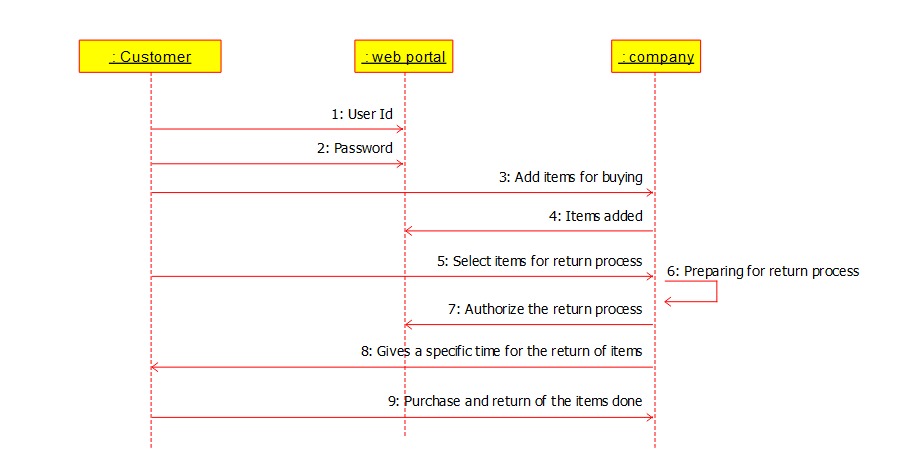 : Customer
: web portal
: company
1: User Id
2: Password
3: Add items for buying
4: Items added
5: Select items for return process
6: Preparing for return process
7: Authorize the return process
8: Gives a specific time for the return of items
9: Purchase and return of the items done